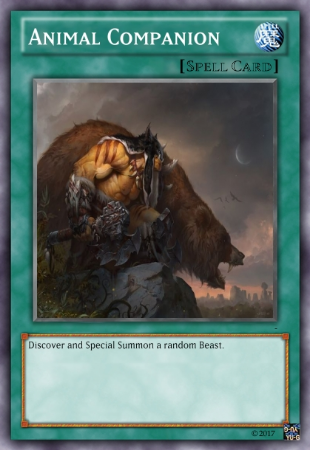 ANIMAL COMPANION
[SPELL CARD]
Discover and Special Summon a random Beast.
©2017